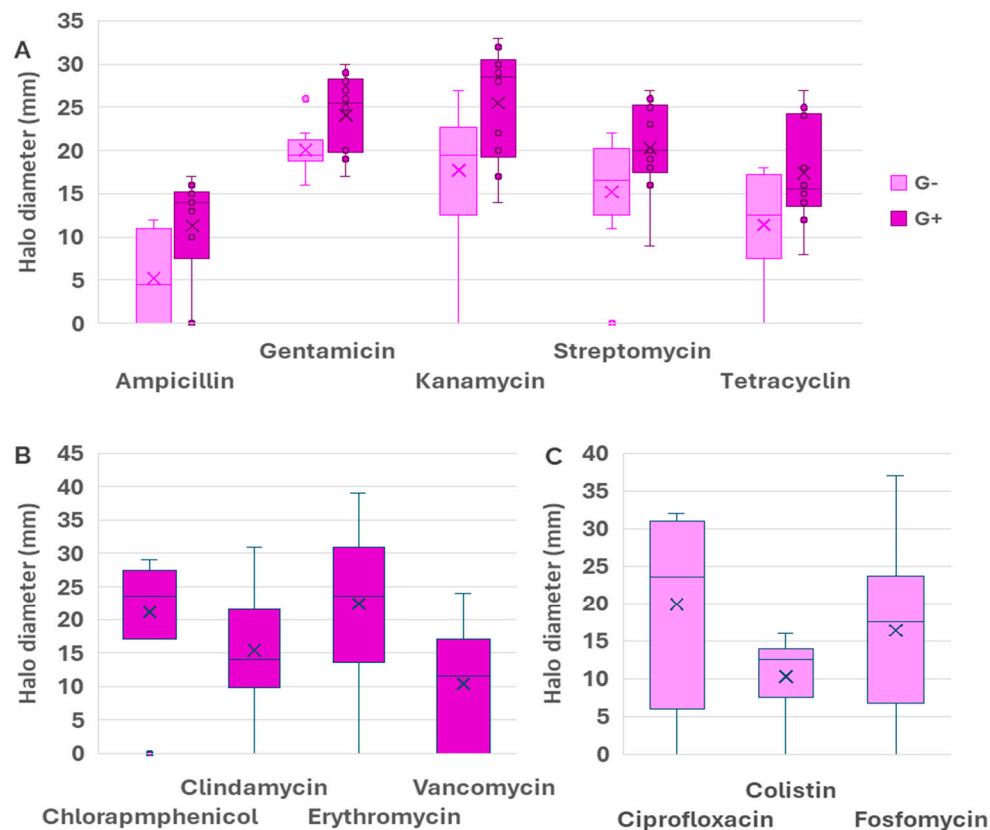 A
Halo diameter (mm)
35
30
25
20
15
10
5
0
Gentamicin Streptomycin
Ampicillin Kanamycin Tetracyclin
G-
G+
B
Halo diameter (mm)
45
40
35
30
25
20
15
10
5
0
Clindamycin Vancomycin
Chlorapmphenicol Erythromycin
C
Halo diameter (mm)
40
35
30
25
20
15
10
5
0
Colistin
Ciprofloxacin Fosfomycin